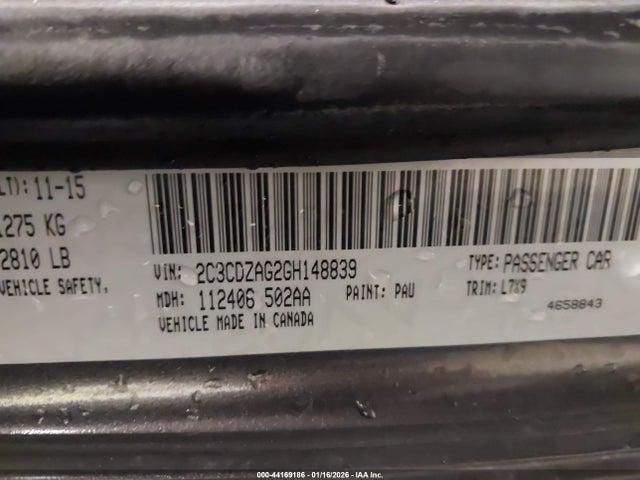 LT): 11-15
1275 KG
2810 LB
VEHICLE SAFETY,
VIN: 2C3CDZAG2GH148839
TYPE: PASSENGER CAR
MDH: 112406 502AA
PAINT: PAU
TRIM: L7X9
VEHICLE MADE IN CANADA
4658843
000-44169186 - 01/16/2026 - IAA Inc.